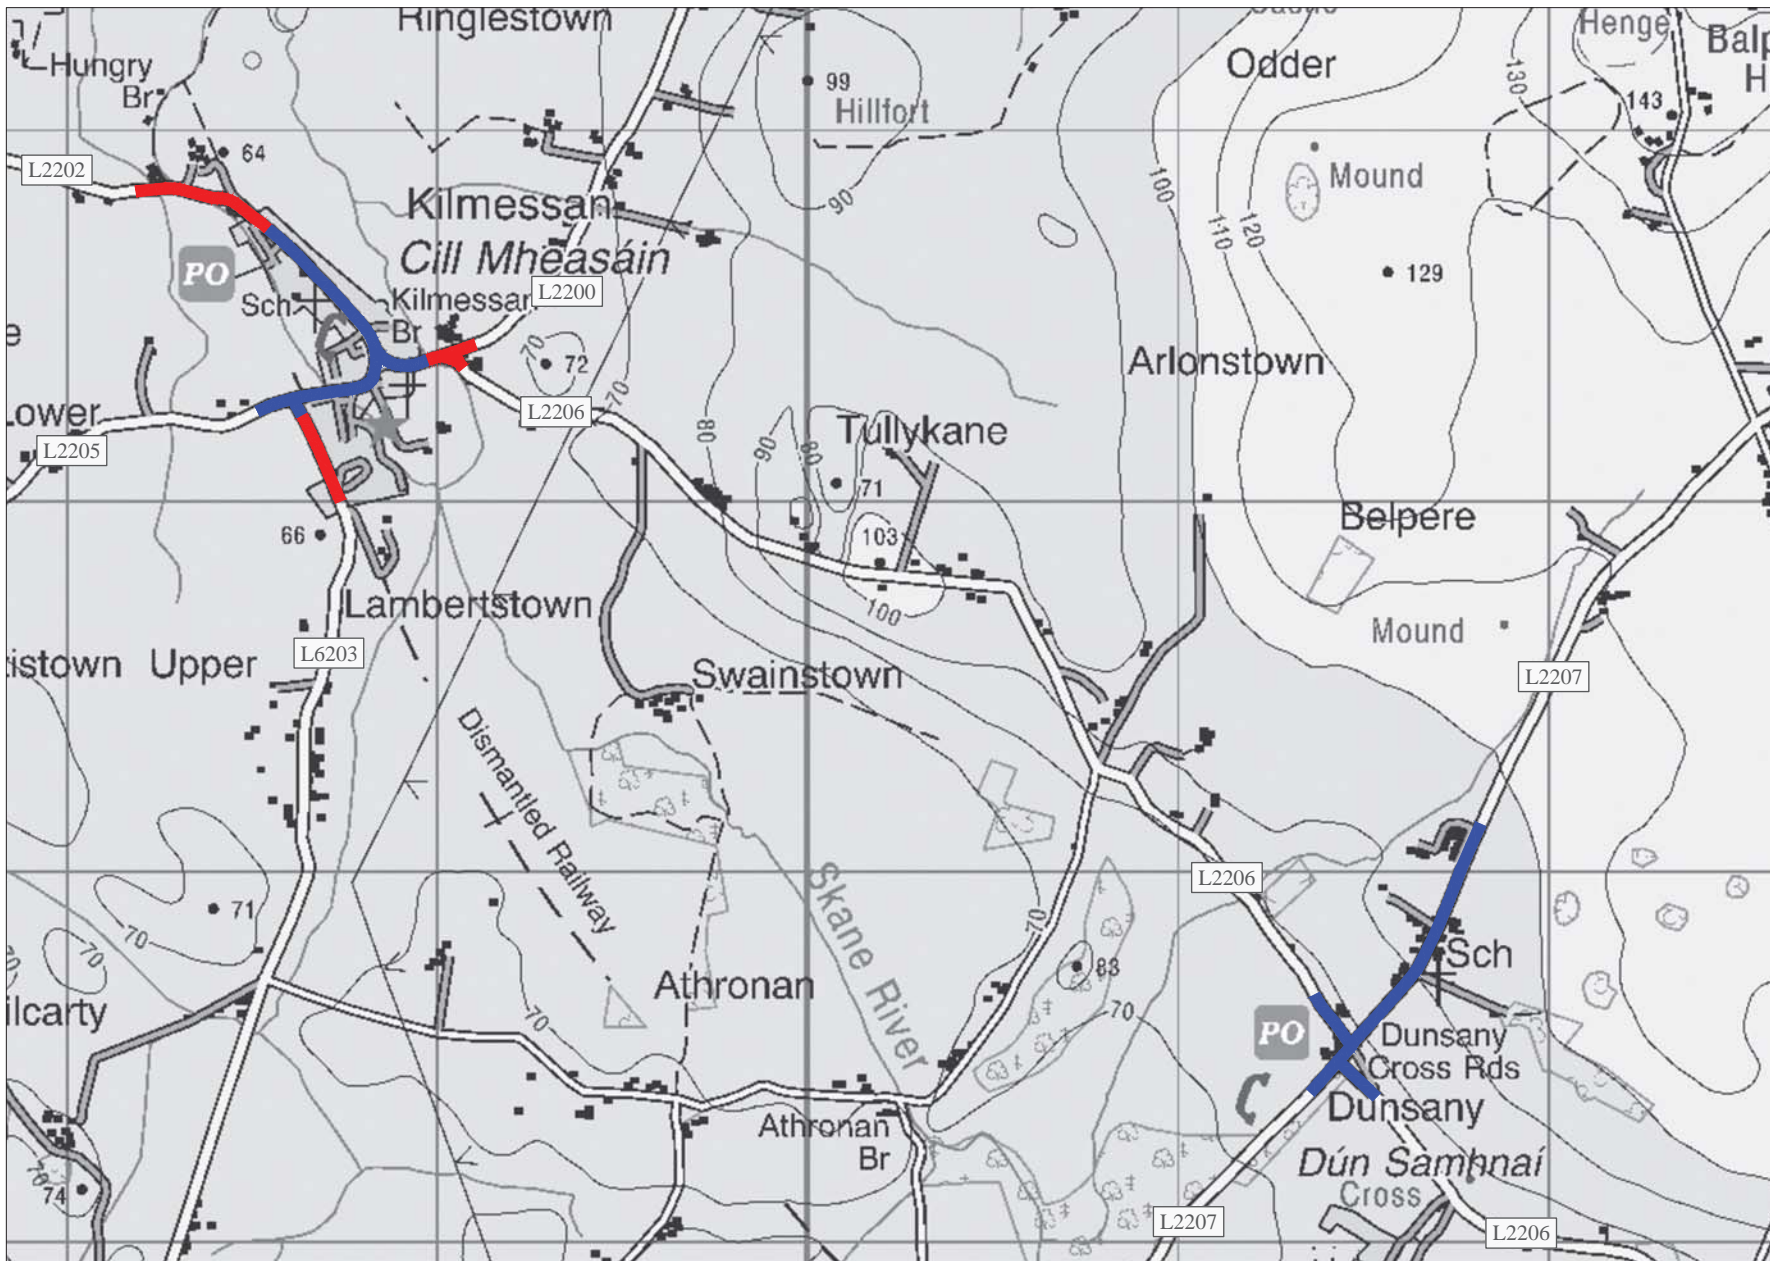 Ringlestown
Henge
Odder
Hungry
Br
99
Hillfort
130
143
64
L2202
Mound
100
90
Kilmessan
110
120
Cill Mheasáin
PO
129
L2200
Sch
Kilmessan
Br
70
72
Arlonstown
70
Lower
L2206
80
90
80
Tullykane
L2205
71
Belpere
66
103
100
Lambertstown
Mound
L6203
Upper
Swainstown
L2207
Dismantled Railway
Skane River
L2206
71
70
70
70
83
Sch
Athronan
70
70
PO
Dunsany
Cross Rds
Dunsany
Athronan
Br
Dún Samhnaí
Cross
70
74
L2207
L2206